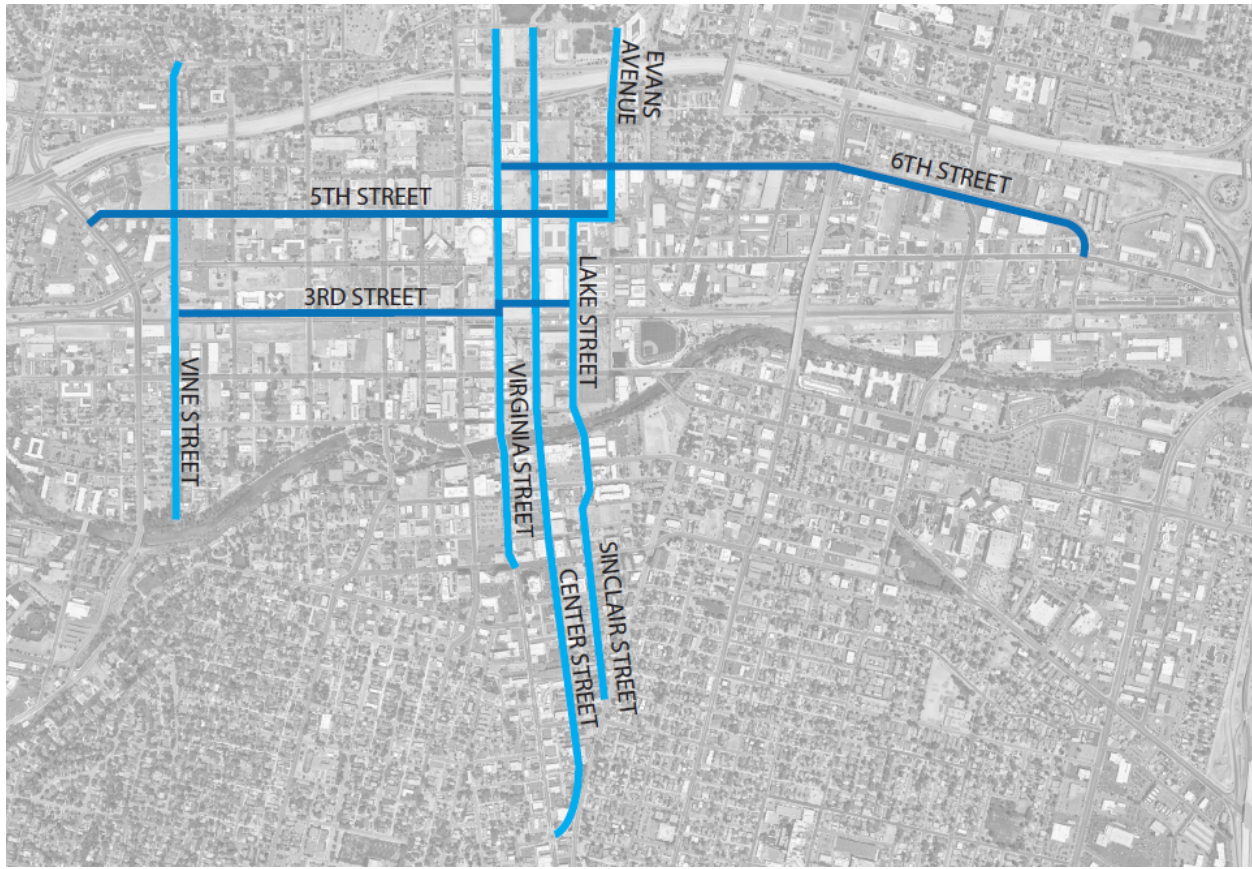 EVANS
AVENUE
6TH STREET
5TH STREET
LAKE STREET
3RD STREET
VINE STREET
VIRGINIA STREET
SINCLAIR STREET
CENTER STREET